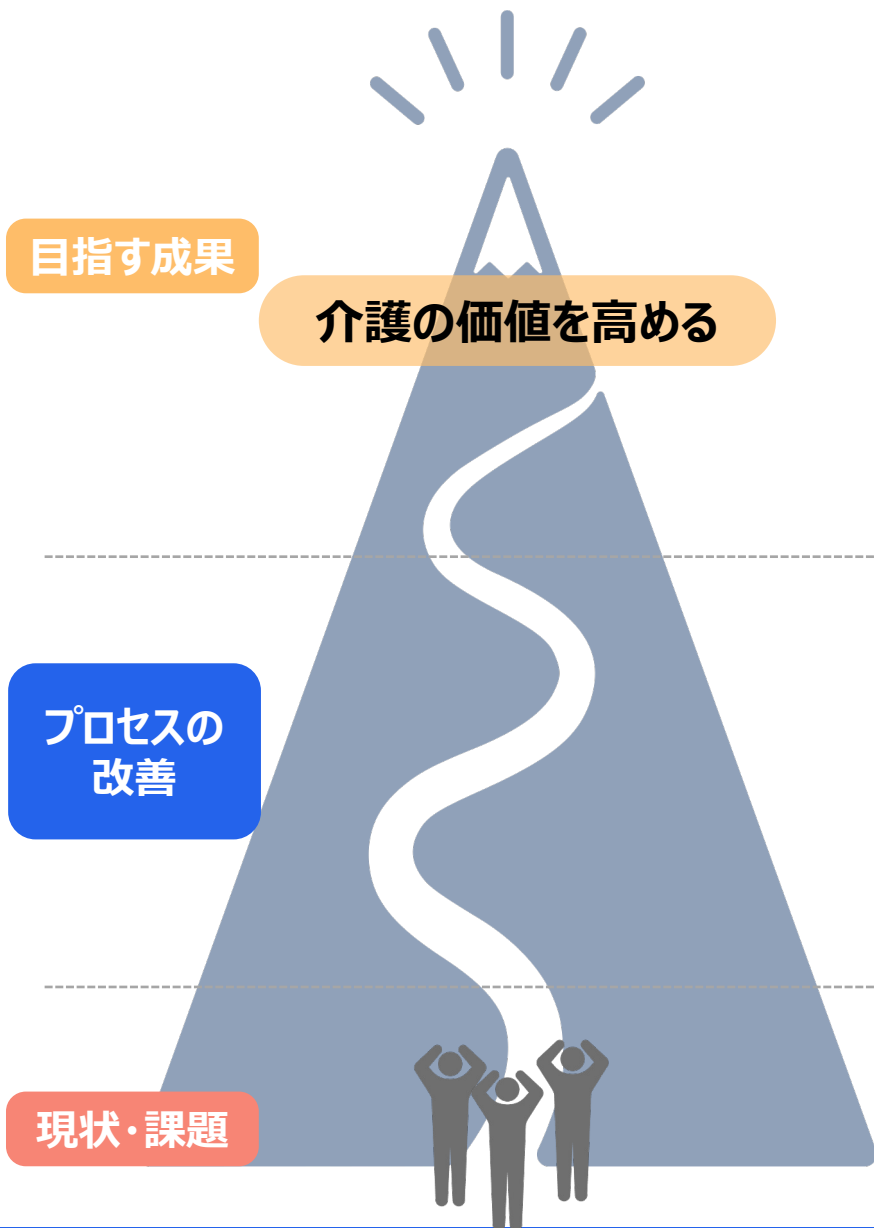 目指す成果
介護の価値を高める
プロセスの
改善
現状・課題